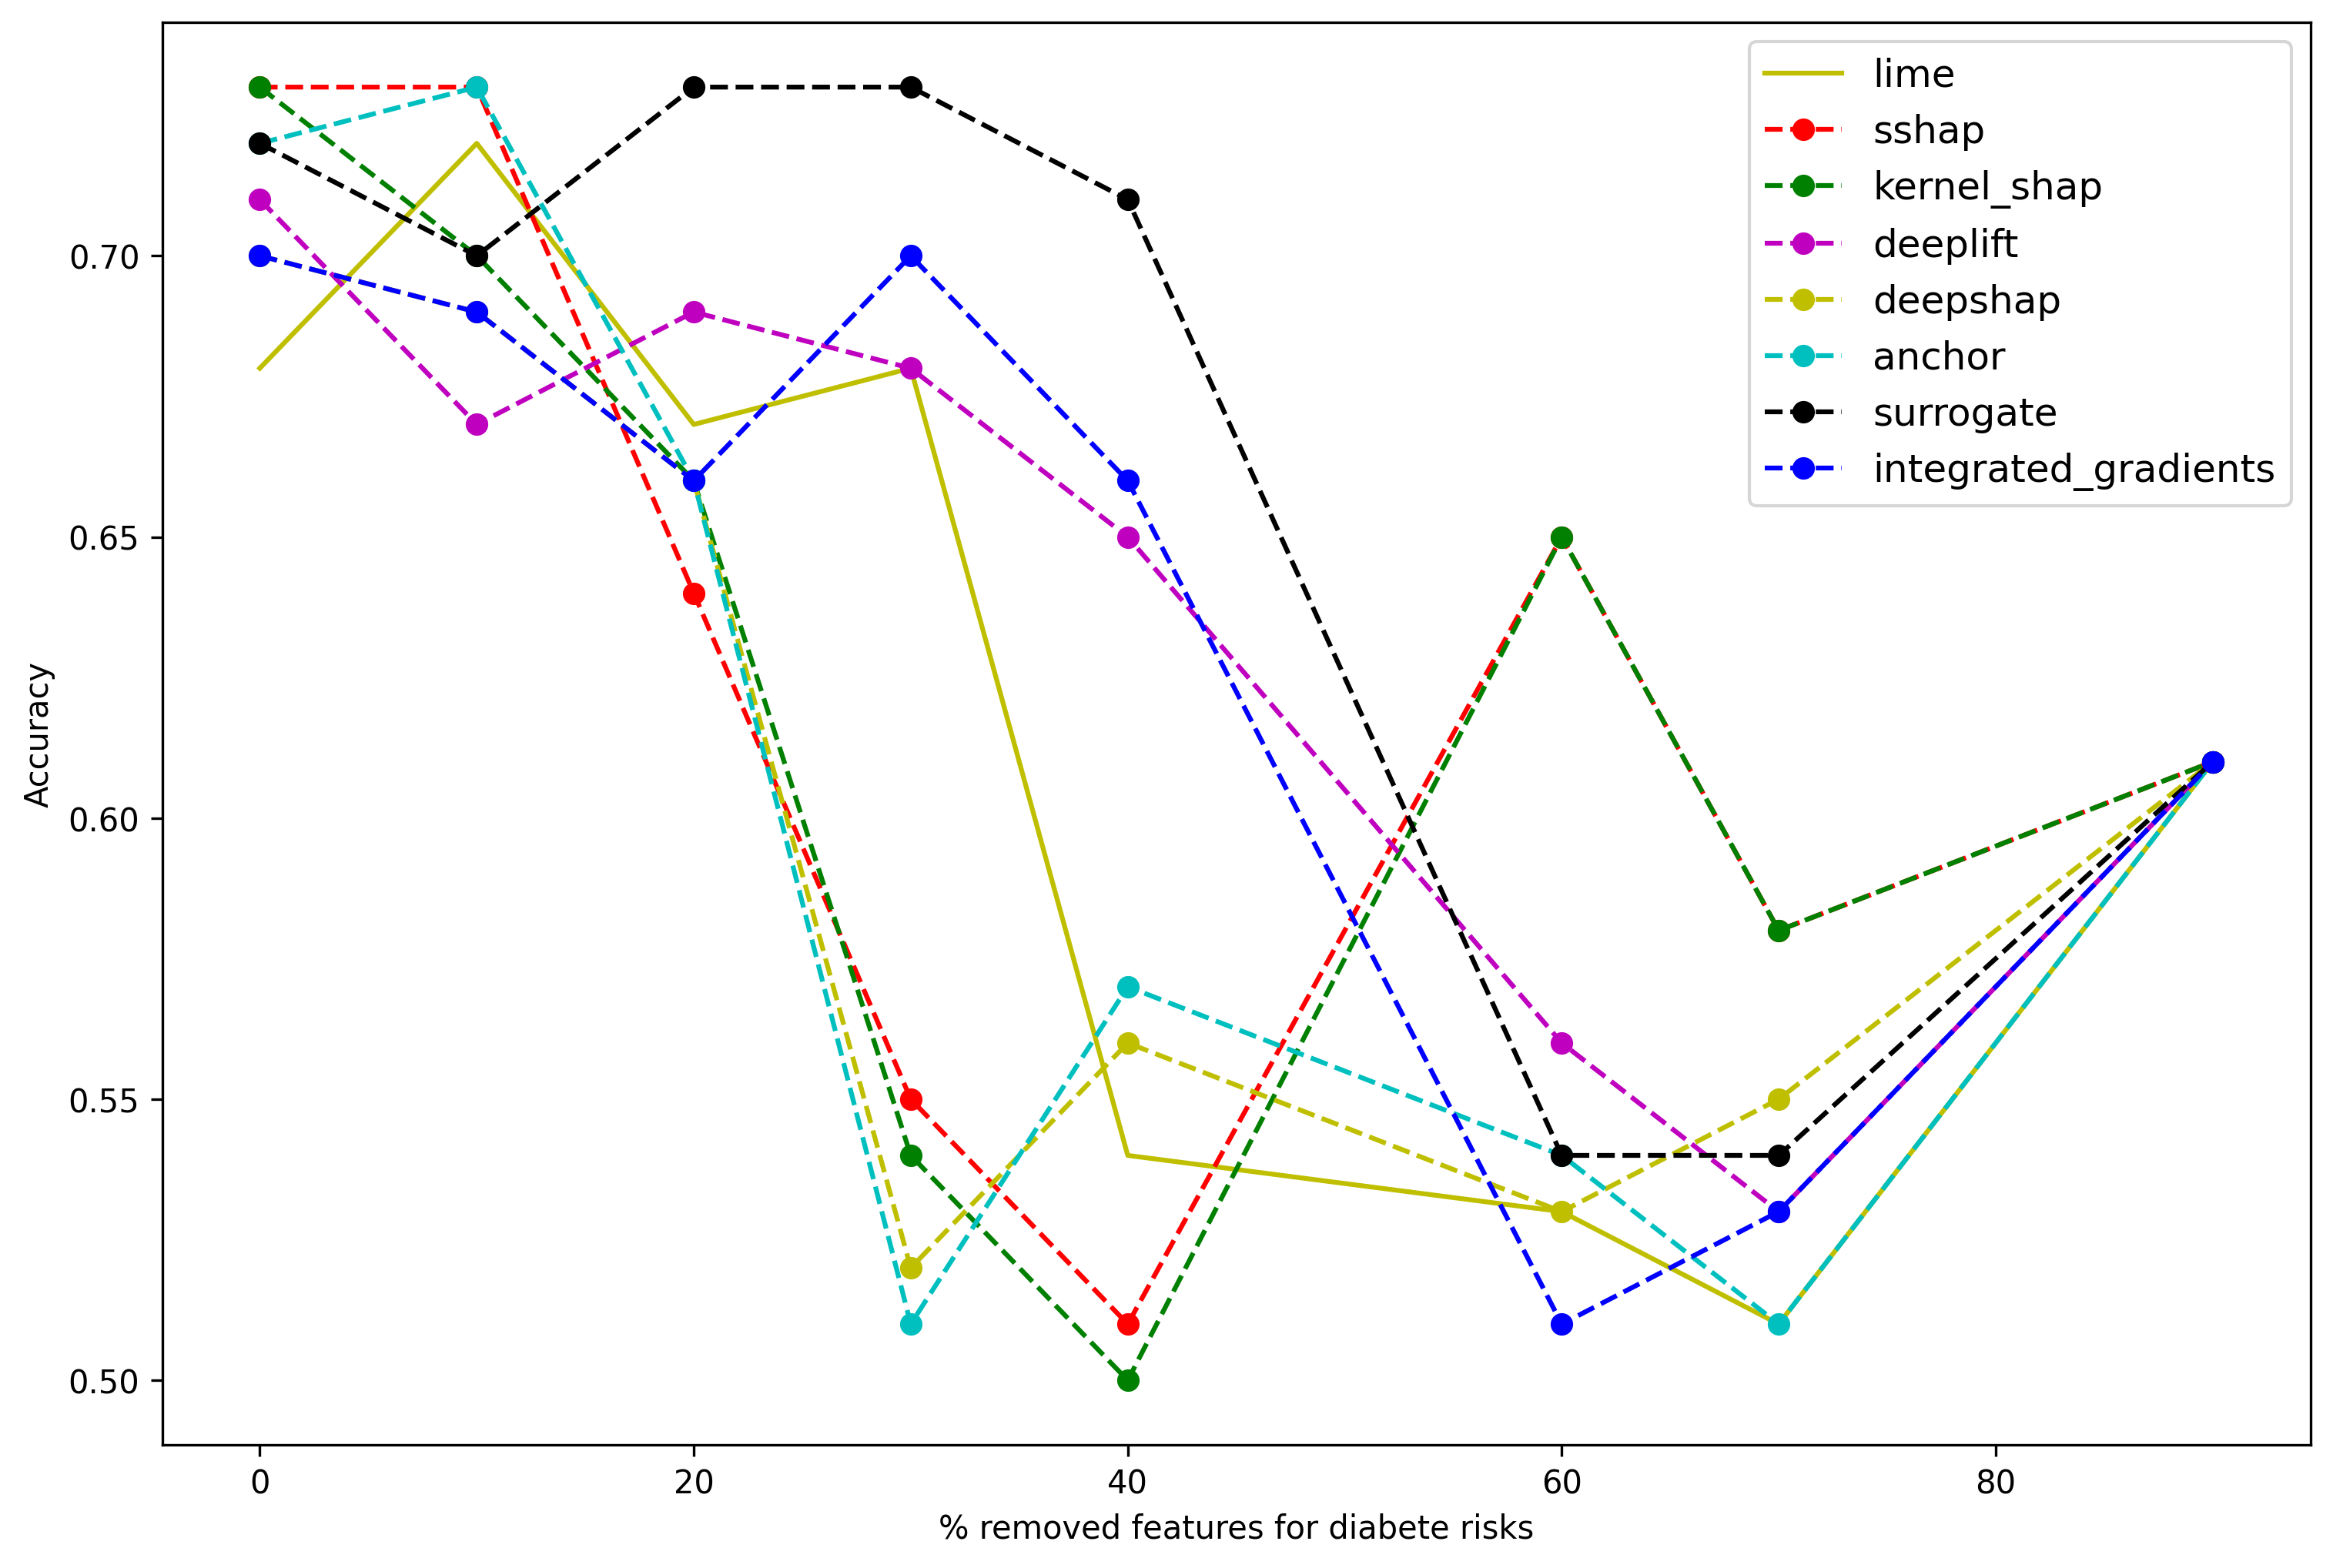 lime
sshap
kernel_shap
deeplift
deepshap
anchor
surrogate
integrated_gradients
0.70
0.65
0.60
0.55
0.50
Accuracy
0 20 40 60 80
% removed features for diabete risks